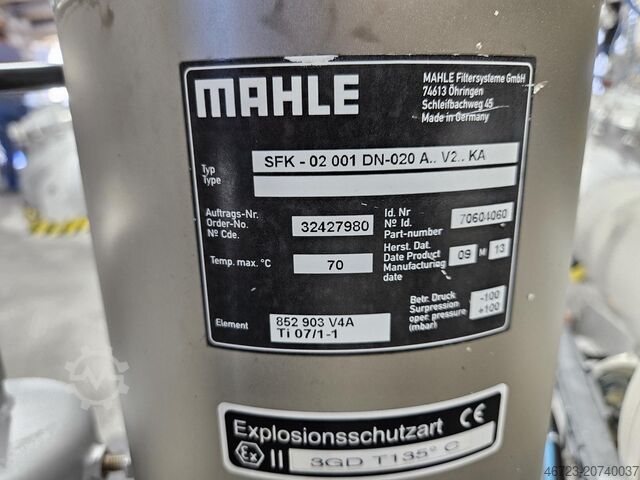 MAHLE
MAHLE Filtersysteme GmbH
74613 Öhringen
Schleifbachweg 45
Made in Germany
Typ
Type
SFK - 02 001 DN-020 A.. V2.. KA
Auftrags-Nr.
Order-No.
Nº Cde.
32427980
Id. Nr
Nº Id.
Part-number
70604060
Temp. max. °C
70
Herst. Dat.
Date Product
Manufacturing
date
09 M 13
Betr. Druck
Surpression
oper. pressure
(mbar)
-100
+100
Element
852 903 V4A
Ti 07/1-1
Explosionsschutzart CE
Ex II 3GD T135° C
46723-20740037